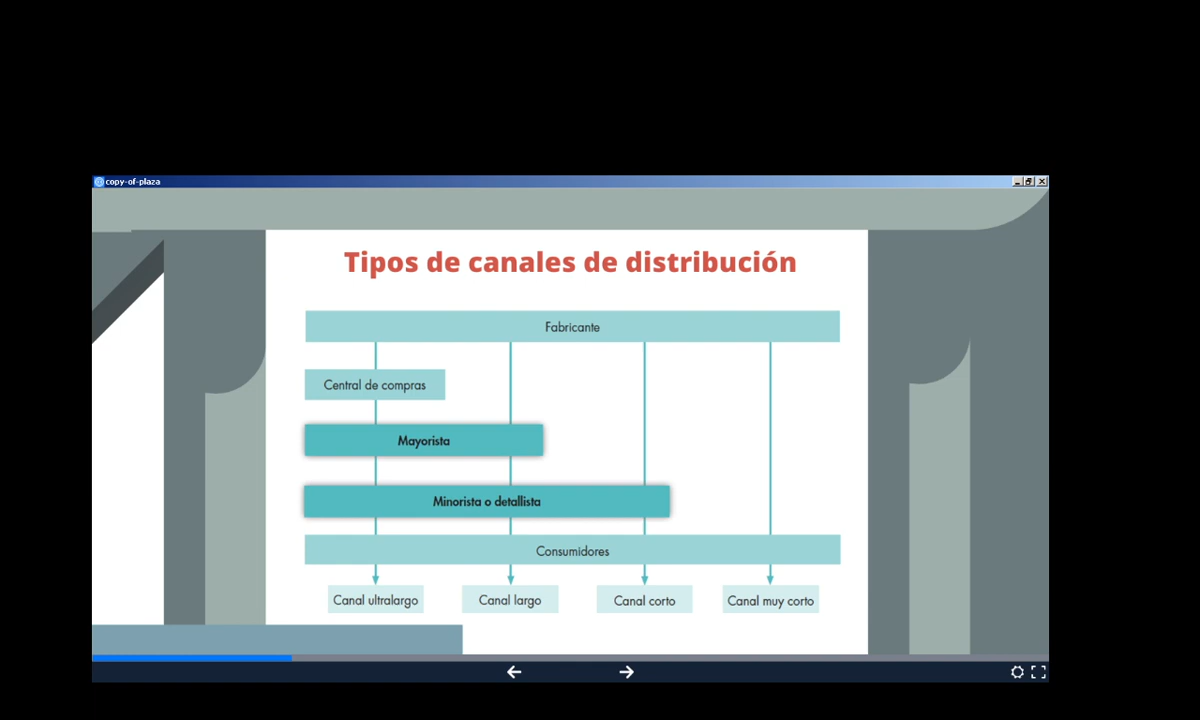 copy-of-plaza
Tipos de canales de distribución
Fabricante
Central de compras
Mayorista
Minorista o detallista
Consumidores
Canal ultralargo
Canal largo
Canal corto
Canal muy corto